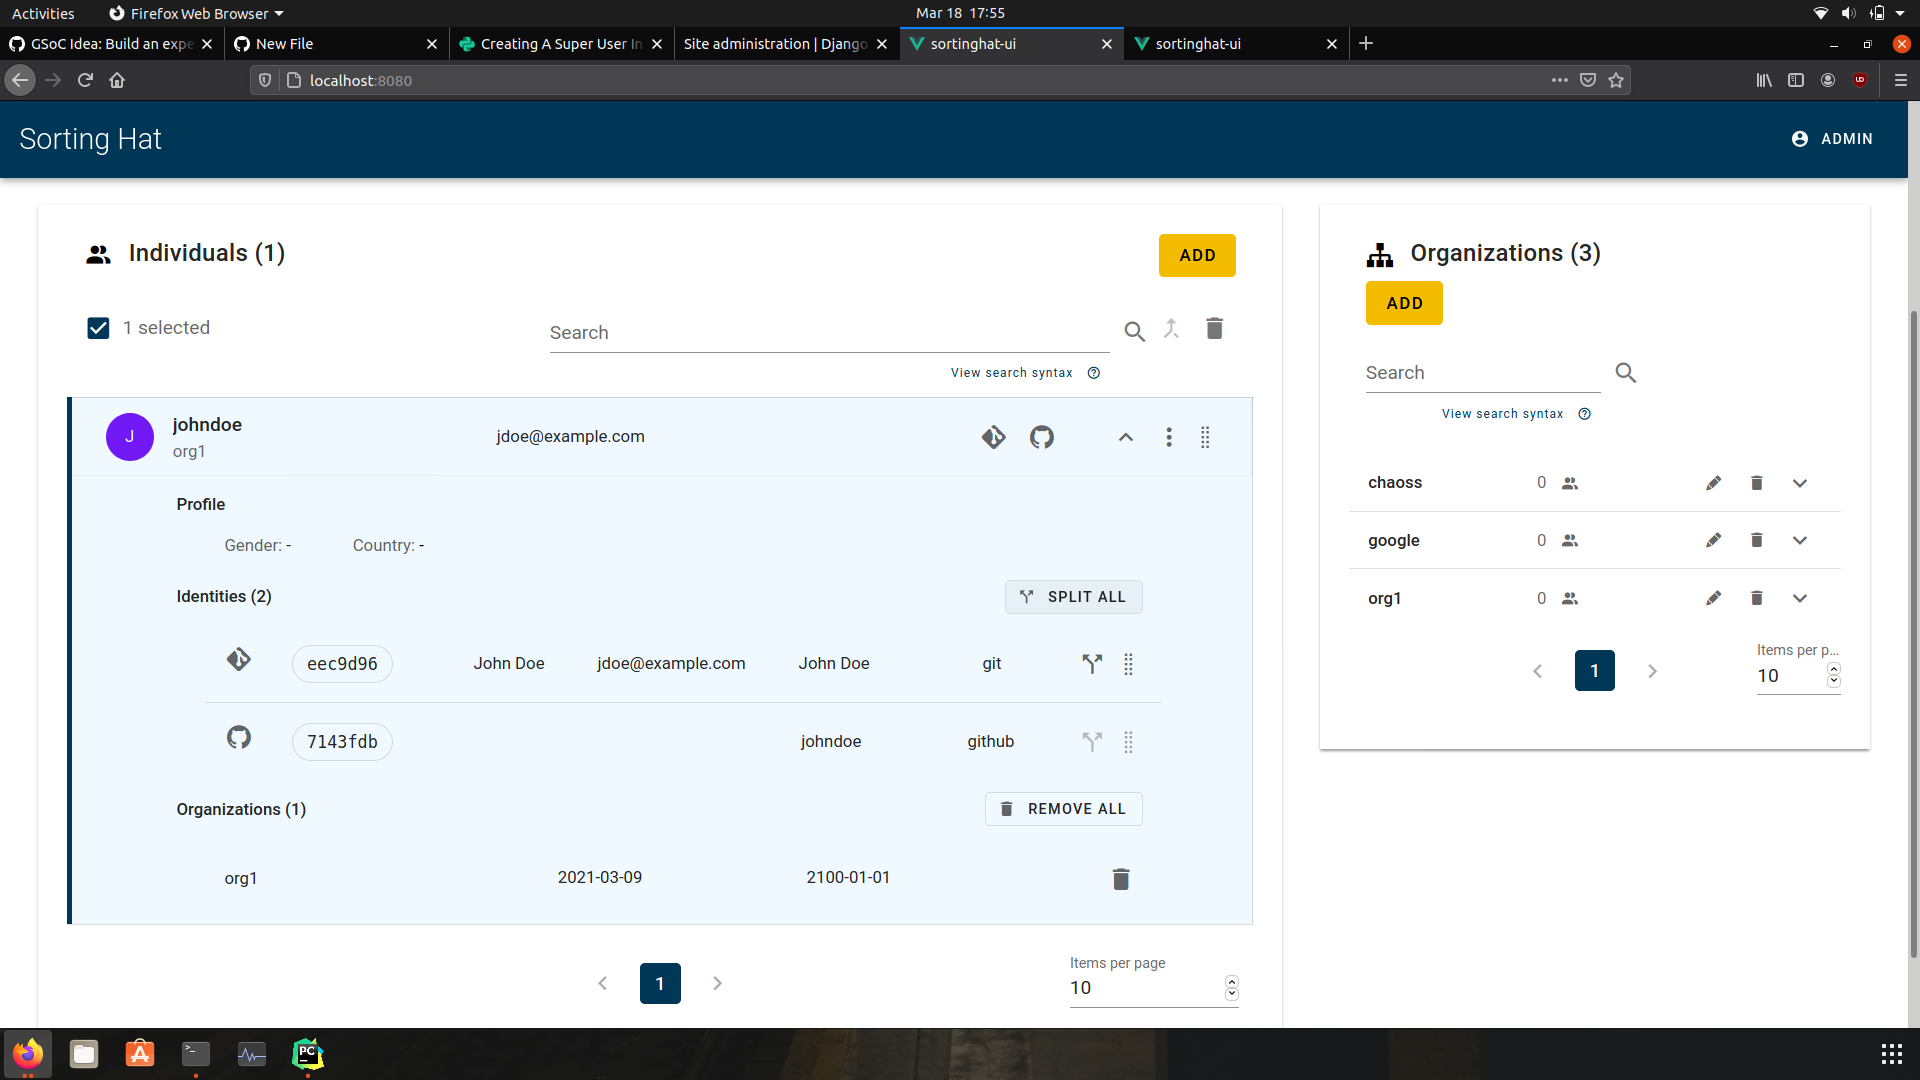 Activities Firefox Web Browser Mar 18 17:55
GSoC Idea: Build an expe New File Creating A Super User In Site administration | Django sortinghat-ui sortinghat-ui
localhost:8080
Sorting Hat ADMIN
Individuals (1) ADD
1 selected Search
View search syntax
J johndoe jdoe@example.com
org1
Profile
Gender: - Country: -
Identities (2) SPLIT ALL
eec9d96 John Doe jdoe@example.com John Doe git
7143fdb johndoe github
Organizations (1) REMOVE ALL
org1 2021-03-09 2100-01-01
1 Items per page
10
Organizations (3)
ADD
Search
View search syntax
chaoss 0
google 0
org1 0
1 Items per p...
10
PC